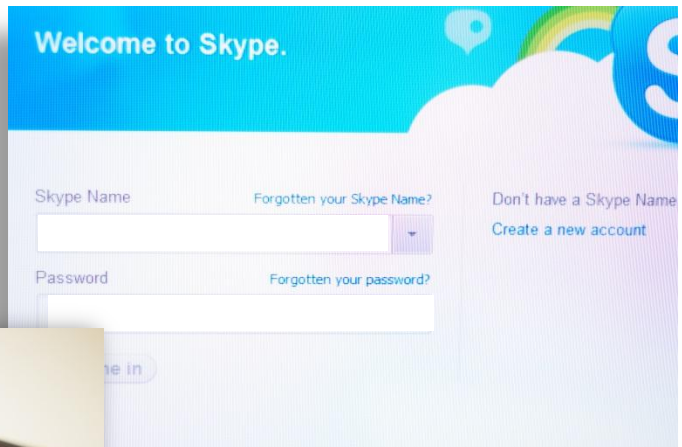 Welcome to Skype.
Skype Name
Forgotten your Skype Name?
Don't have a Skype Name
Create a new account
Password
Forgotten your password?
in